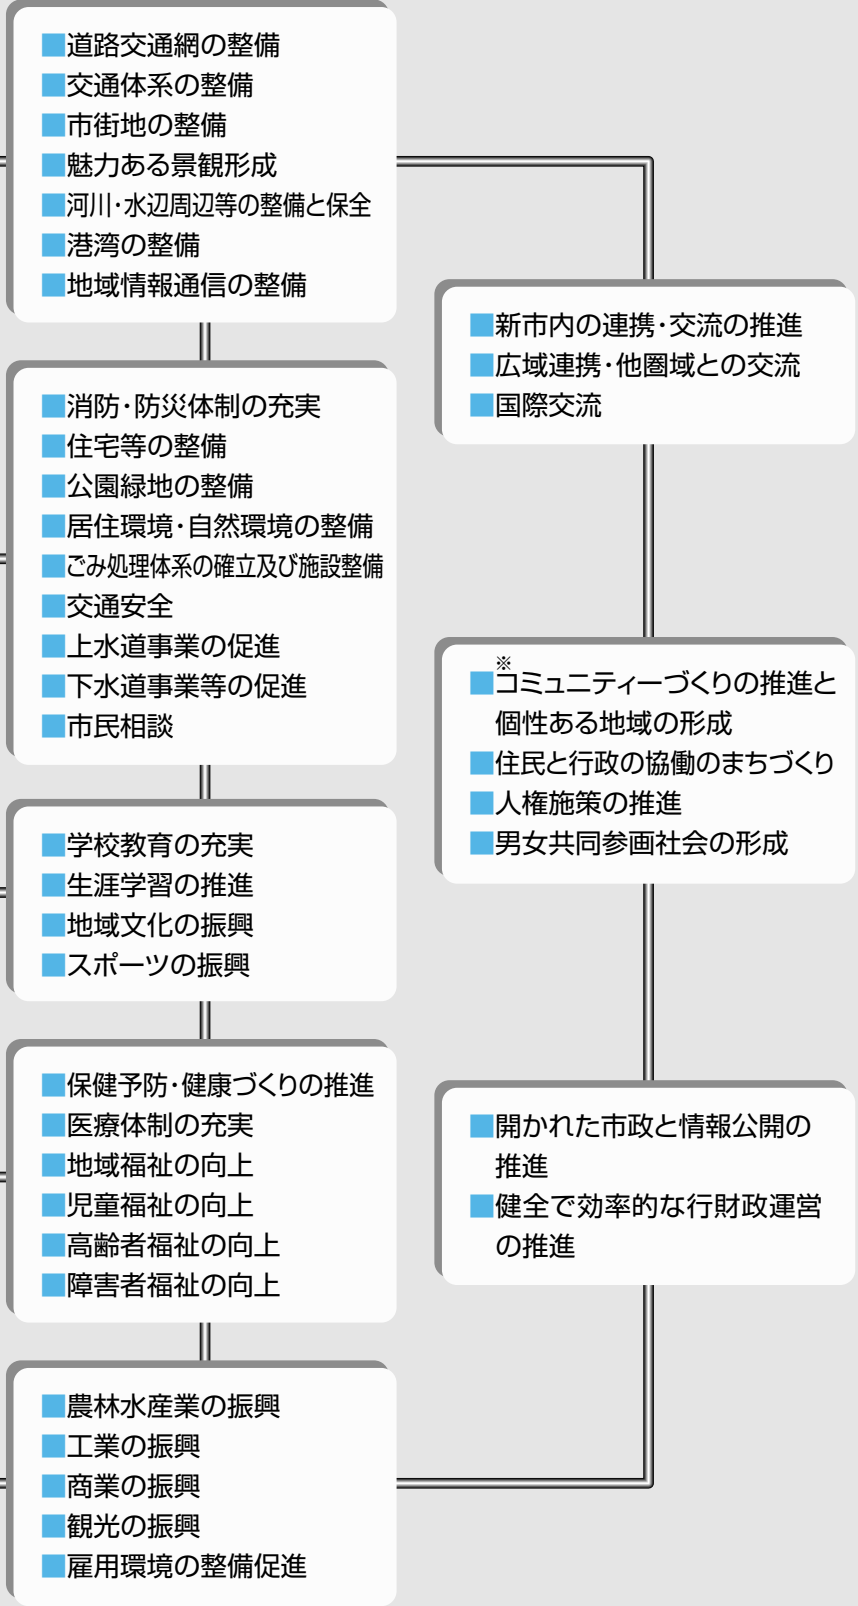 ■道路交通網の整備
■交通体系の整備
■市街地の整備
■魅力ある景観形成
■河川・水辺周辺等の整備と保全
■港湾の整備
■地域情報通信の整備
■消防・防災体制の充実
■住宅等の整備
■公園緑地の整備
■居住環境・自然環境の整備
■ごみ処理体系の確立及び施設整備
■交通安全
■上水道事業の促進
■下水道事業等の促進
■市民相談
■学校教育の充実
■生涯学習の推進
■地域文化の振興
■スポーツの振興
■保健予防・健康づくりの推進
■医療体制の充実
■地域福祉の向上
■児童福祉の向上
■高齢者福祉の向上
■障害者福祉の向上
■農林水産業の振興
■工業の振興
■商業の振興
■観光の振興
■雇用環境の整備促進
■新市内の連携・交流の推進
■広域連携・他圏域との交流
■国際交流
※
■コミュニティーづくりの推進と
個性ある地域の形成
■住民と行政の協働のまちづくり
■人権施策の推進
■男女共同参画社会の形成
■開かれた市政と情報公開の
推進
■健全で効率的な行財政運営
の推進